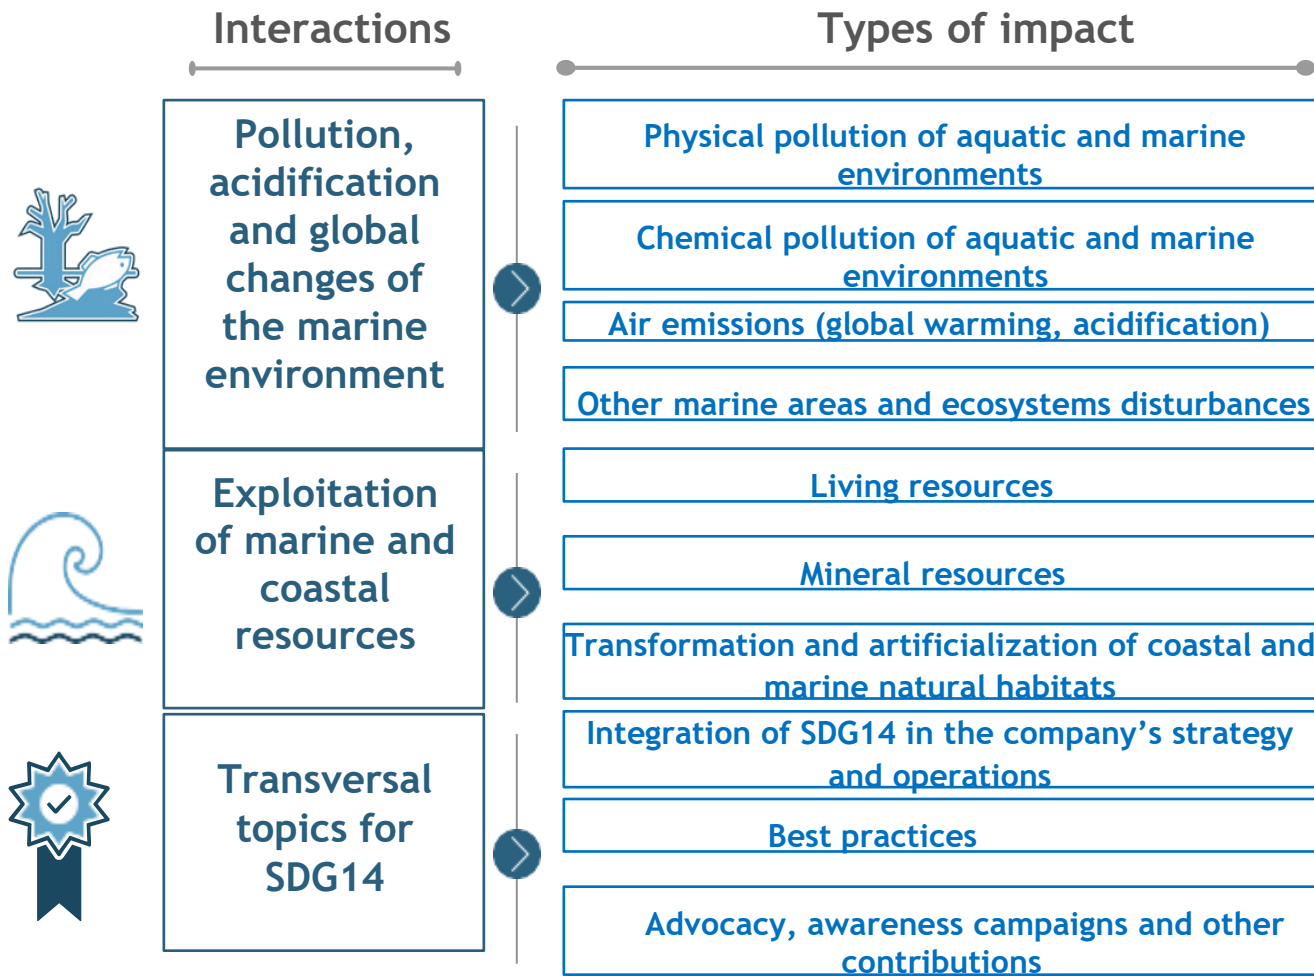 Interactions
Types of impact
Pollution,
acidification
and global
changes of
the marine
environment
Physical pollution of aquatic and marine
environments
Chemical pollution of aquatic and marine
environments
Air emissions (global warming, acidification)
Other marine areas and ecosystems disturbances
Exploitation
of marine and
coastal
resources
Living resources
Mineral resources
Transformation and artificialization of coastal and
marine natural habitats
Transversal
topics for
SDG14
Integration of SDG14 in the company’s strategy
and operations
Best practices
Advocacy, awareness campaigns and other
contributions